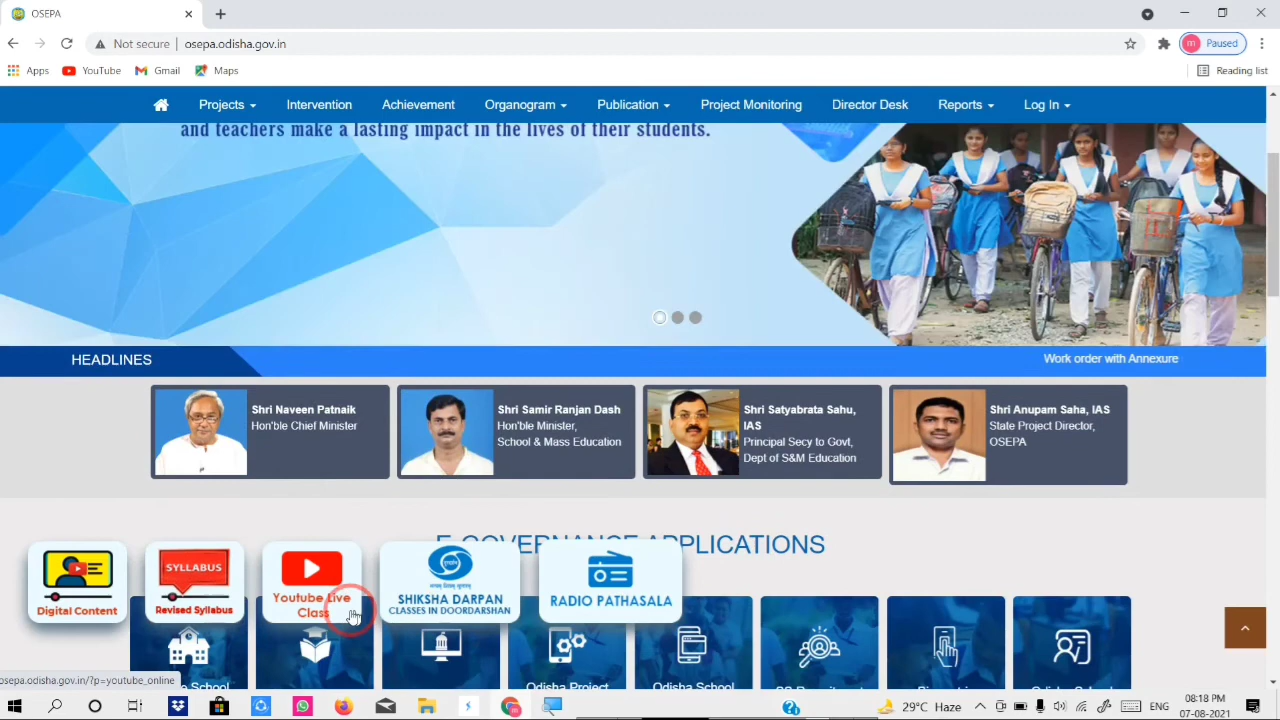 OSEPA
Not secure | osepa.odisha.gov.in
Paused
Apps YouTube Gmail Maps Reading list
Projects Intervention Achievement Organogram Publication Project Monitoring Director Desk Reports Log In
and teachers make a lasting impact in the lives of their students.
HEADLINES
Work order with Annexure
Shri Naveen Patnaik
Hon'ble Chief Minister
Shri Samir Ranjan Dash
Hon'ble Minister,
School & Mass Education
Shri Satyabrata Sahu,
IAS
Principal Secy to Govt,
Dept of S&M Education
Shri Anupam Saha, IAS
State Project Director,
OSEPA
E-GOVERNANCE APPLICATIONS
Digital Content
SYLLABUS
Revised Syllabus
Youtube Live
Class
SHIKSHA DARPAN
CLASSES IN DOORDARSHAN
RADIO PATHASALA
School
Odisha Project
Odisha School
osepa.odisha.gov.in/?p=youtube_online
29°C Haze
ENG
08:18 PM
07-08-2021